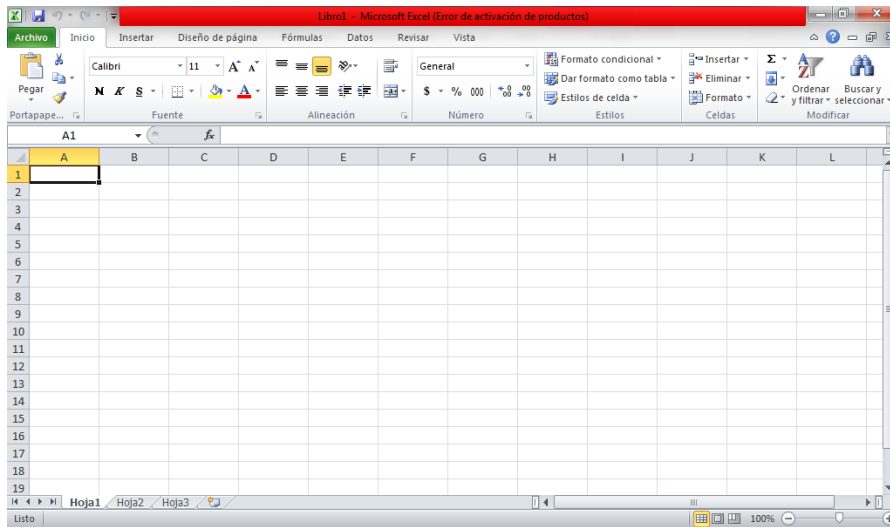 Libro1 - Microsoft Excel (Error de activación de productos)
Archivo Inicio Insertar Diseño de página Fórmulas Datos Revisar Vista
Calibri 11 A A General Formato condicional Insertar Σ
Pegar Dar formato como tabla Eliminar Ordenar y filtrar Buscar y seleccionar
N K S A $ % 000 Estilos de celda Formato
Portapape... Fuente Alineación Número Estilos Celdas Modificar
A1 fx
A B C D E F G H I J K L
1
2
3
4
5
6
7
8
9
10
11
12
13
14
15
16
17
18
19
Hoja1 Hoja2 Hoja3
Listo 100%